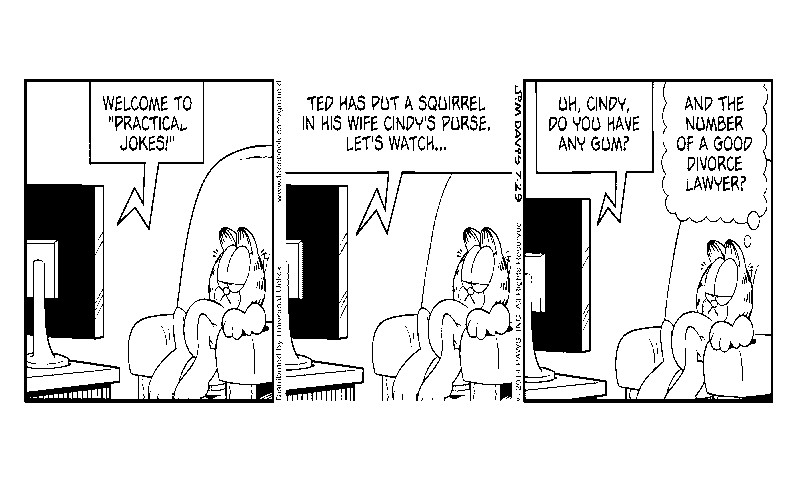 WELCOME TO
"PRACTICAL
JOKES!"
TED HAS PUT A SQUIRREL
IN HIS WIFE CINDY'S PURSE.
LET'S WATCH...
JIM DAVIS 7-29
UH, CINDY,
DO YOU HAVE
ANY GUM?
AND THE
NUMBER
OF A GOOD
DIVORCE
LAWYER?